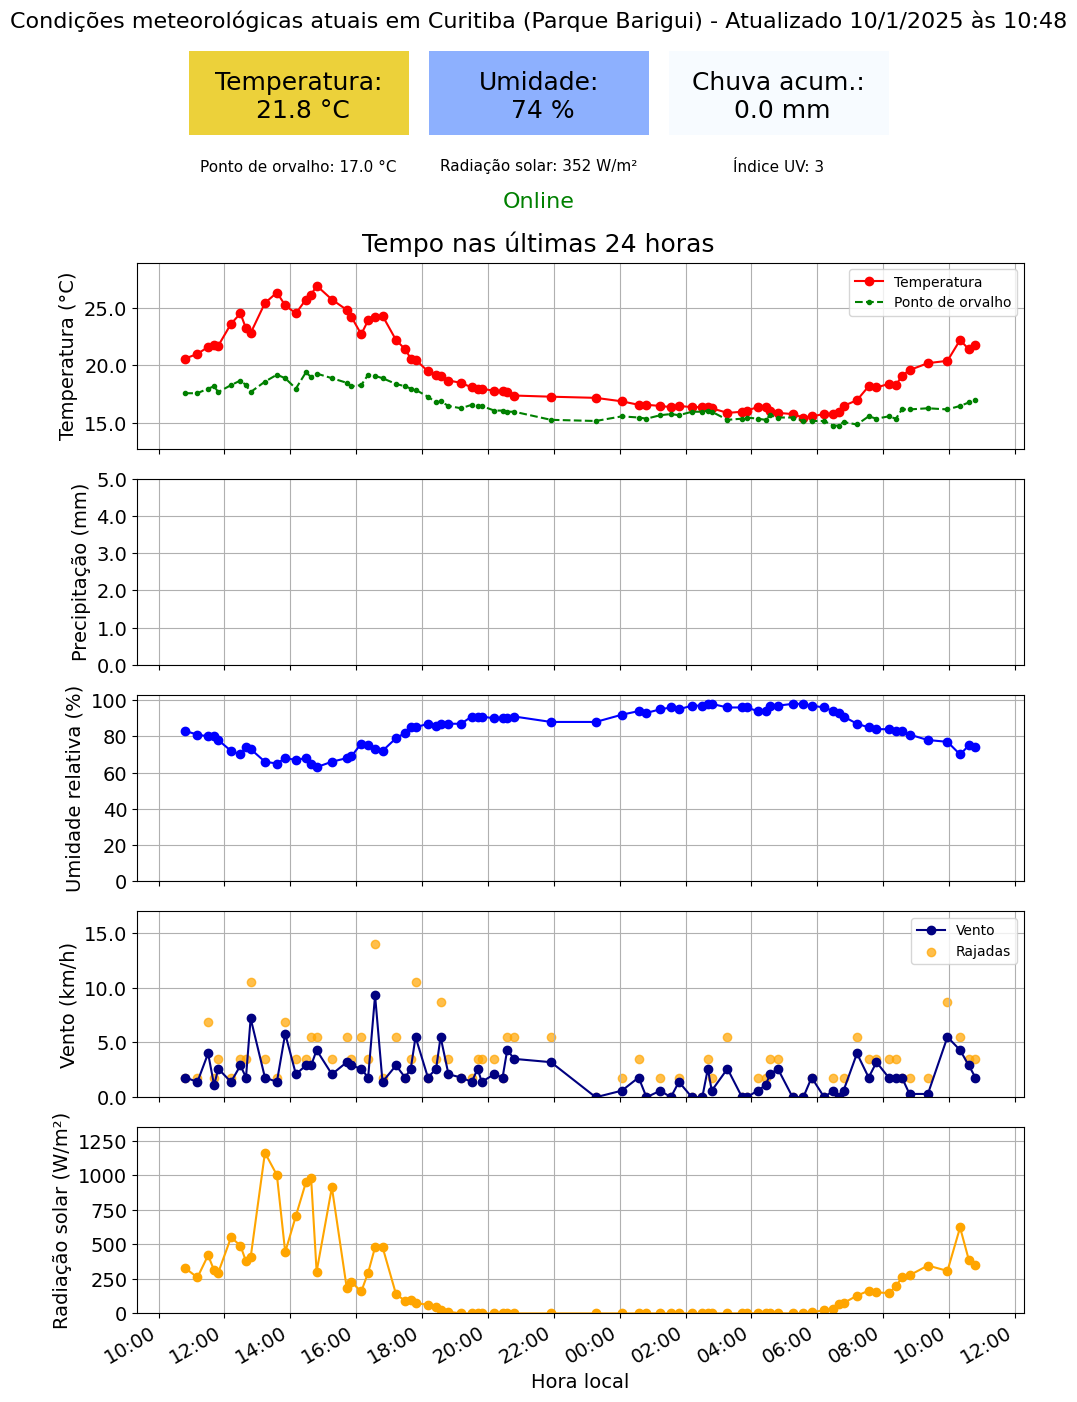 Condições meteorológicas atuais em Curitiba (Parque Barigui) - Atualizado 10/1/2025 às 10:48
Temperatura:
21.8 °C
Umidade:
74 %
Chuva acum.:
0.0 mm
Ponto de orvalho: 17.0 °C
Radiação solar: 352 W/m²
Índice UV: 3
Online
Tempo nas últimas 24 horas
Temperatura (°C)
25.0
20.0
15.0
Temperatura
Ponto de orvalho
Precipitação (mm)
5.0
4.0
3.0
2.0
1.0
0.0
Umidade relativa (%)
100
80
60
40
20
0
Vento (km/h)
15.0
10.0
5.0
0.0
Vento
Rajadas
Radiação solar (W/m²)
1250
1000
750
500
250
0
10:00
12:00
14:00
16:00
18:00
20:00
22:00
00:00
02:00
04:00
06:00
08:00
10:00
12:00
Hora local